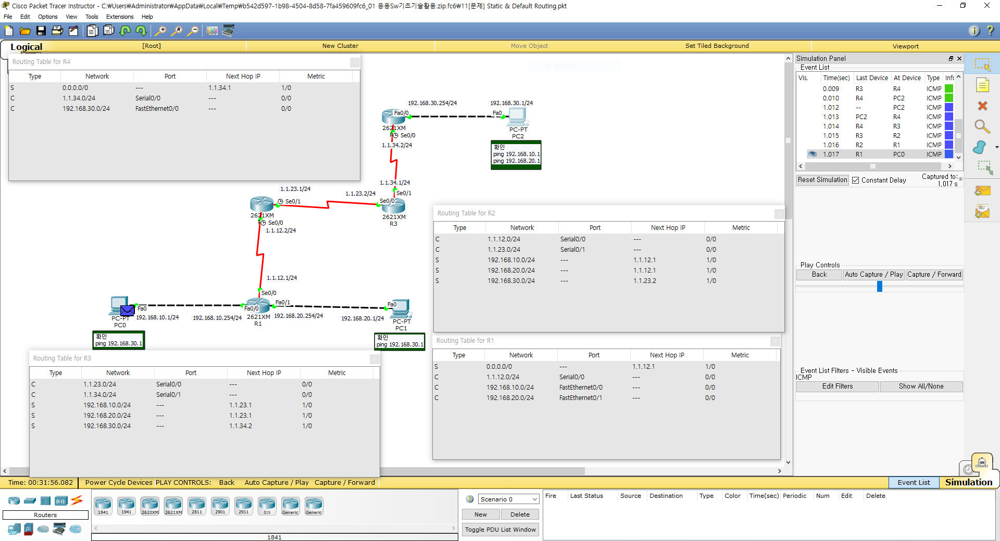 Cisco Packet Tracer Instructor - C:₩Users₩Administrator₩AppData₩Local₩Temp₩b542d597-1b98-4504-8d58-7fa459609fc6_01 응용Sw기초기술활용.zip.fc6₩11[문제] Static & Default Routing.pkt
File Edit Options View Tools Extensions Help
Logical [Root] New Cluster Move Object Set Tiled Background Viewport
Routing Table for R4
Type Network Port Next Hop IP Metric
S 0.0.0.0/0 --- 1.1.34.1 1/0
C 1.1.34.0/24 Serial0/0 --- 0/0
C 192.168.30.0/24 FastEthernet0/0 --- 0/0
192.168.30.254/24 192.168.30.1/24
Fa0/0 Fa0
2621XM PC-PT
PC2
Se0/0
1.1.34.2/24
확인
ping 192.168.10.1
ping 192.168.20.1
1.1.34.1/24
Se0/1
1.1.23.1/24 1.1.23.2/24
Se0/1 Se0/0
2621XM 2621XM
R3
Se0/0
1.1.12.2/24
1.1.12.1/24
Se0/0
Fa0 Fa0/0 Fa0/1 Fa0
192.168.10.1/24 192.168.10.254/24 192.168.20.254/24 192.168.20.1/24
PC-PT 2621XM PC-PT
PC0 R1 PC1
확인
ping 192.168.30.1
확인
ping 192.168.30.1
Routing Table for R2
Type Network Port Next Hop IP Metric
C 1.1.12.0/24 Serial0/0 --- 0/0
C 1.1.23.0/24 Serial0/1 --- 0/0
S 192.168.10.0/24 --- 1.1.12.1 1/0
S 192.168.20.0/24 --- 1.1.12.1 1/0
S 192.168.30.0/24 --- 1.1.23.2 1/0
Routing Table for R1
Type Network Port Next Hop IP Metric
S 0.0.0.0/0 --- 1.1.12.1 1/0
C 1.1.12.0/24 Serial0/0 --- 0/0
C 192.168.10.0/24 FastEthernet0/0 --- 0/0
C 192.168.20.0/24 FastEthernet0/1 --- 0/0
Routing Table for R3
Type Network Port Next Hop IP Metric
C 1.1.23.0/24 Serial0/0 --- 0/0
C 1.1.34.0/24 Serial0/1 --- 0/0
S 192.168.10.0/24 --- 1.1.23.1 1/0
S 192.168.20.0/24 --- 1.1.23.1 1/0
S 192.168.30.0/24 --- 1.1.34.2 1/0
Simulation Panel
Event List
Vis. Time(sec) Last Device At Device Type Info
0.009 R3 R4 ICMP
0.010 R4 PC2 ICMP
1.012 -- PC2 ICMP
1.013 PC2 R4 ICMP
1.014 R4 R3 ICMP
1.015 R3 R2 ICMP
1.016 R2 R1 ICMP
1.017 R1 PC0 ICMP
Reset Simulation Constant Delay Captured to: *
1,017 s
Play Controls
Back Auto Capture / Play Capture / Forward
Event List Filters - Visible Events
ICMP
Edit Filters Show All/None
Time: 00:31:56.082 Power Cycle Devices PLAY CONTROLS: Back Auto Capture / Play Capture / Forward Event List Simulation
Routers
1841 1941 2620XM 2621XM 2811 2901 2911 819 Generic Generic
1841
Scenario 0
New Delete
Toggle PDU List Window
Fire Last Status Source Destination Type Color Time(sec) Periodic Num Edit Delete